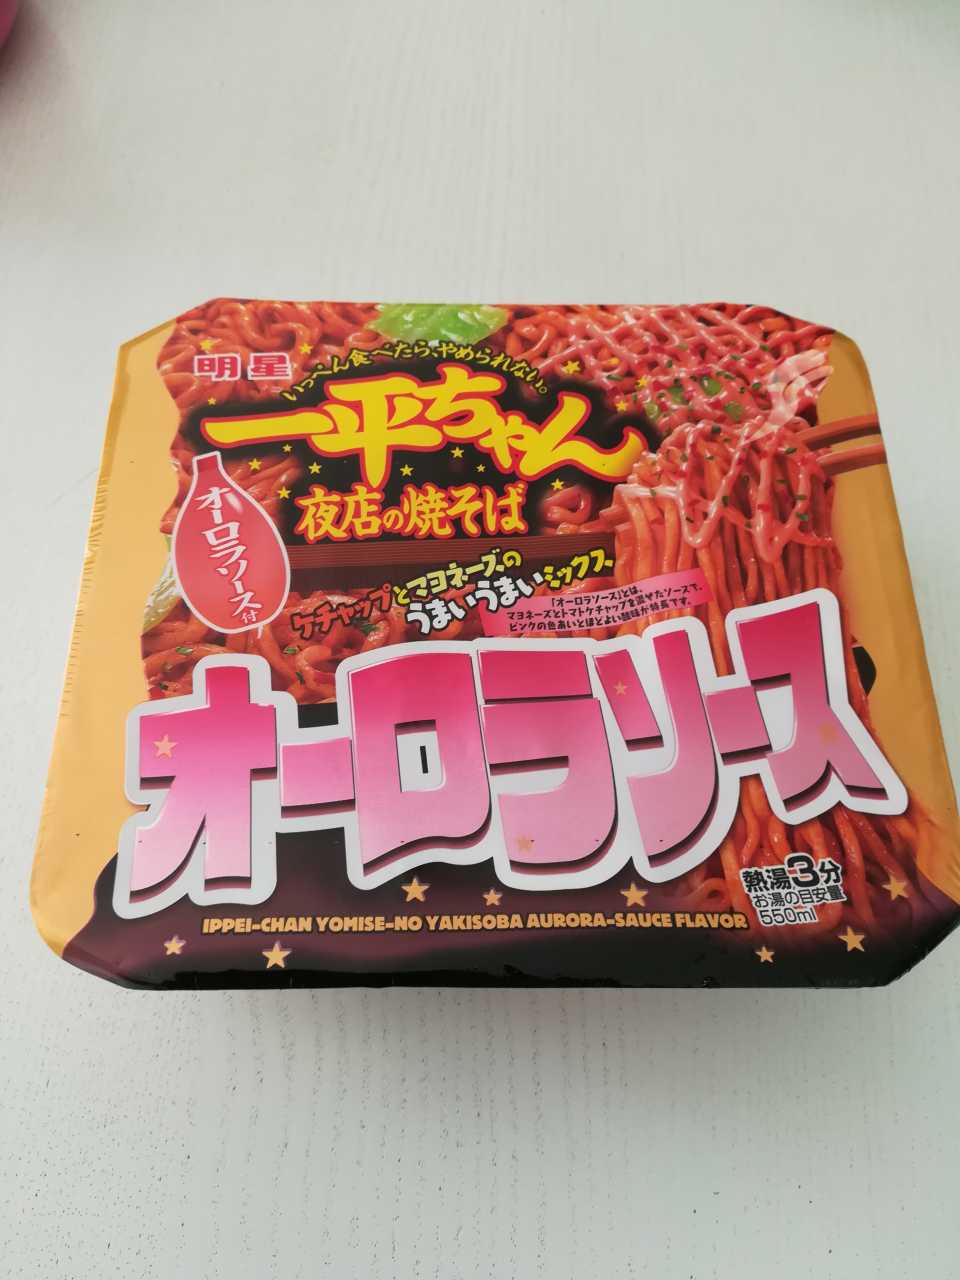 明星
いっぺん食べたら、やめられない。
一平ちゃん
夜店の焼そば
オーロラソース付
ケチャップとマヨネーズの
うまいうまいミックス
「オーロラソース」とは、
マヨネーズとトマトケチャップを混ぜたソースで、
ピンクの色あいとほどよい酸味が特長です。
オーロラソース
熱湯3分
お湯の目安量
550ml
IPPEI-CHAN YOMISE-NO YAKISOBA AURORA-SAUCE FLAVOR